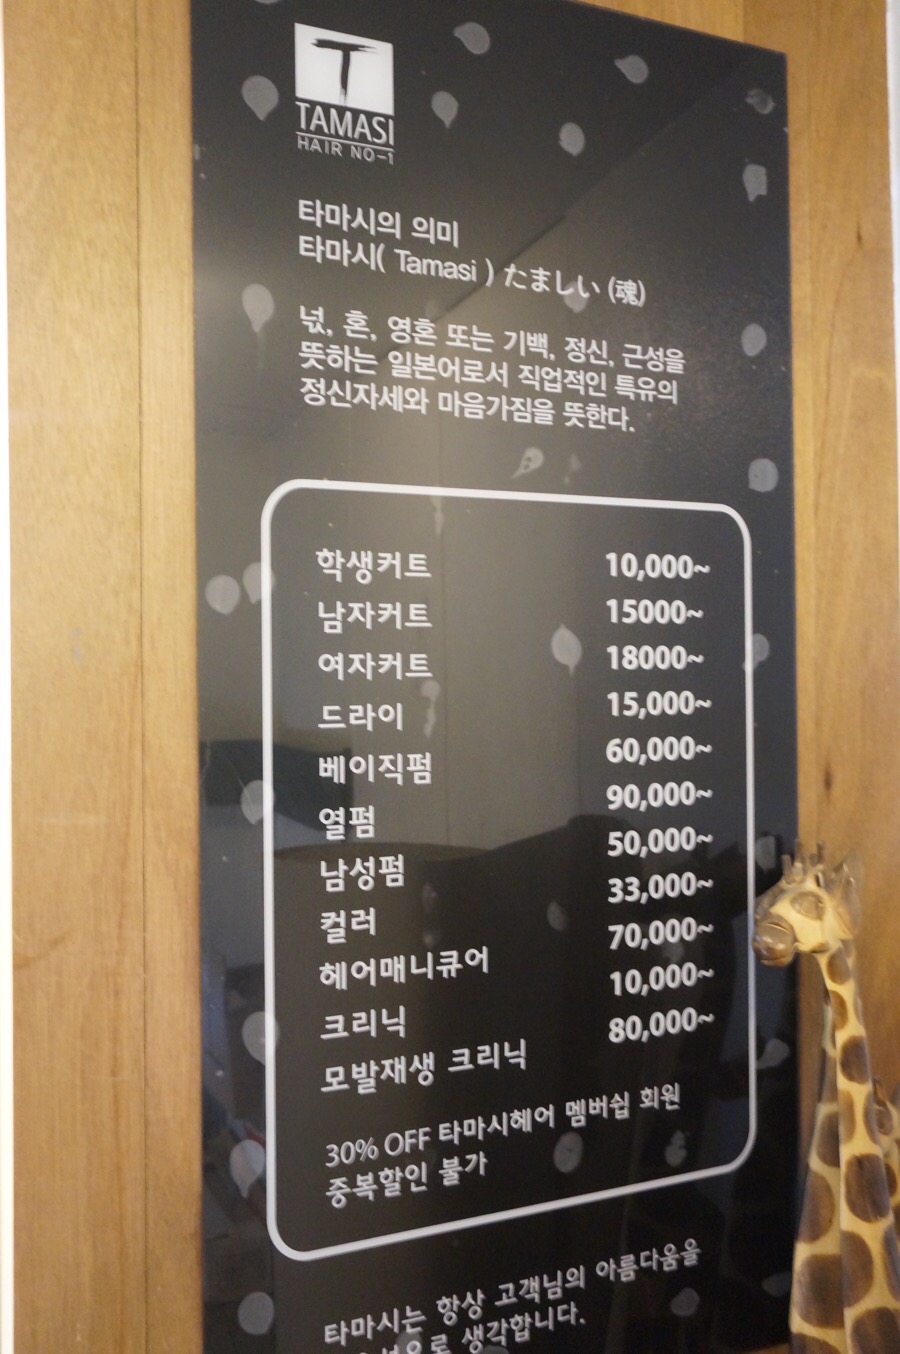 T
TAMASI
HAIR NO-1
타마시의 의미
타마시( Tamasi ) たましい (魂)
넋, 혼, 영혼 또는 기백, 정신, 근성을
뜻하는 일본어로서 직업적인 특유의
정신자세와 마음가짐을 뜻한다.
학생커트 10,000~
남자커트 15000~
여자커트 18000~
드라이 15,000~
베이직펌 60,000~
열펌 90,000~
남성펌 50,000~
컬러 33,000~
헤어매니큐어 70,000~
크리닉 10,000~
모발재생 크리닉 80,000~
30% OFF 타마시헤어 멤버쉽 회원
중복할인 불가
타마시는 항상 고객님의 아름다움을
생각합니다.